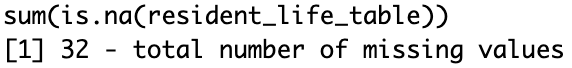 sum(is.na(resident_life_table))
[1] 32 - total number of missing values